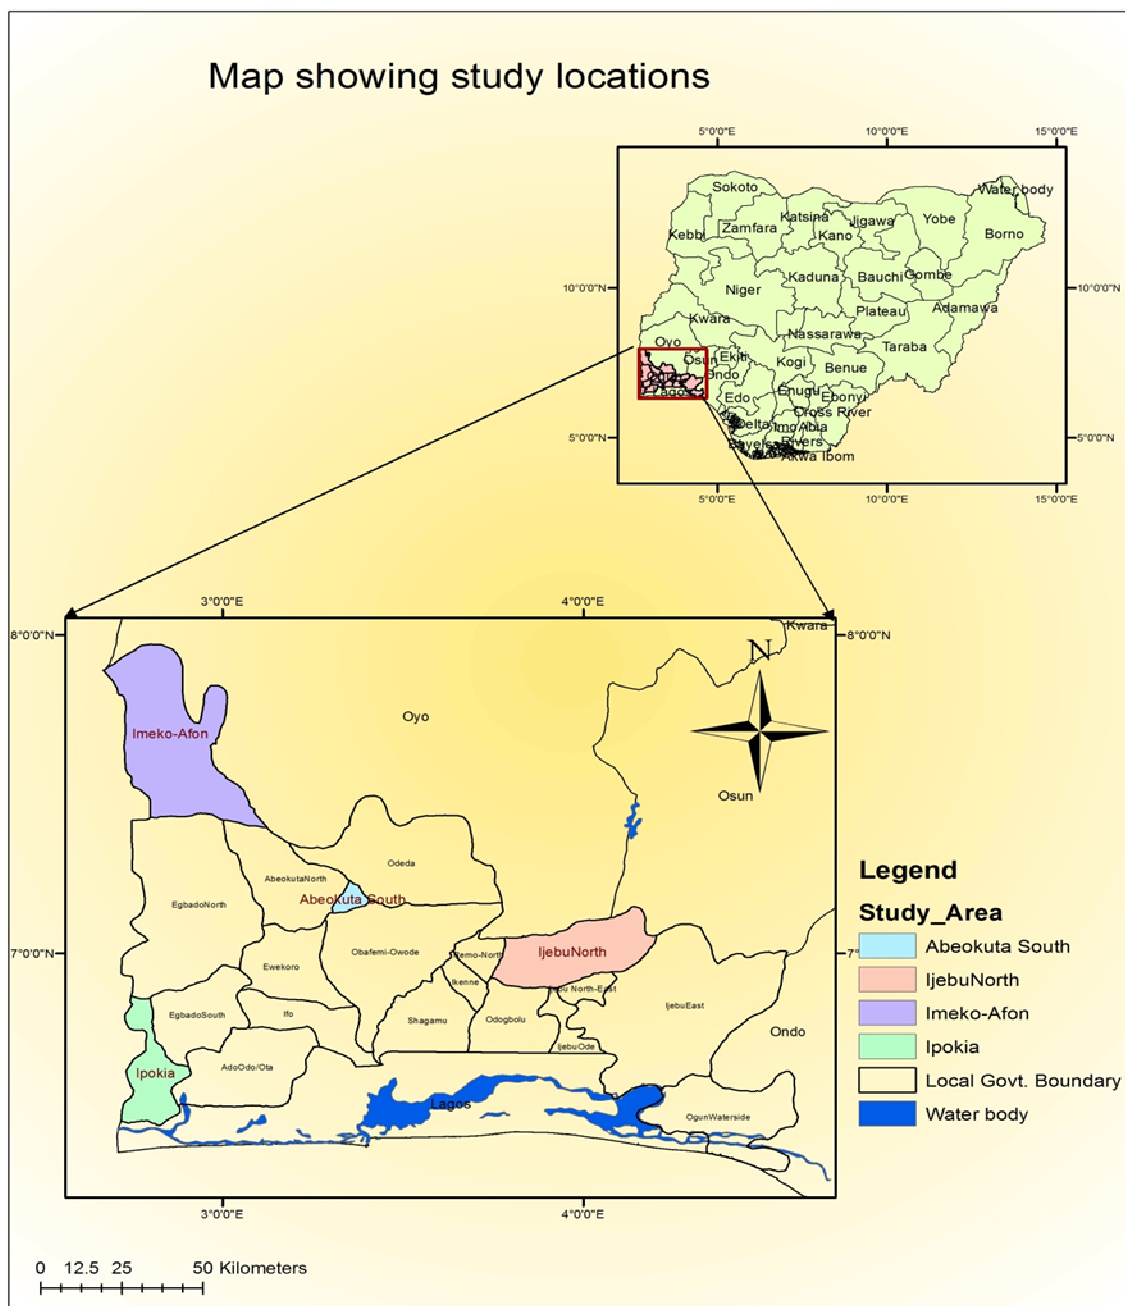 Map showing study locations
5°0'0"E 10°0'0"E 15°0'0"E
Sokoto
Water body
Katsina
Jigawa
Yobe
Zamfara
Kebbi
Kano
Borno
Kaduna
Bauchi
Gombe
10°0'0"N
10°0'0"N
Niger
Adamawa
Plateau
Kwara
Nassarawa
Oyo
Taraba
Osun
Ekiti
Kogi
Benue
Ondo
Lagos
Edo
Enugu
Ebonyi
Cross River
Delta
Imo
Abia
5°0'0"N
5°0'0"N
Bayelsa
Rivers
Akwa Ibom
5°0'0"E 10°0'0"E 15°0'0"E
3°0'0"E 4°0'0"E
8°0'0"N
8°0'0"N
Kwara
N
Oyo
Imeko-Afon
Osun
Odeda
AbeokutaNorth
Abeokuta South
EgbadoNorth
7°0'0"N
7°
Obafemi-Owode
Remo-North
IjebuNorth
Ewekoro
Ikenne
Ijebu North-East
IjebuEast
EgbadoSouth
Ifo
Shagamu
Odogbolu
Ondo
IjebuOde
AdoOdo/Ota
Ipokia
Lagos
OgunWaterside
3°0'0"E 4°0'0"E
Legend
Study_Area
Abeokuta South
IjebuNorth
Imeko-Afon
Ipokia
Local Govt. Boundary
Water body
0 12.5 25 50 Kilometers